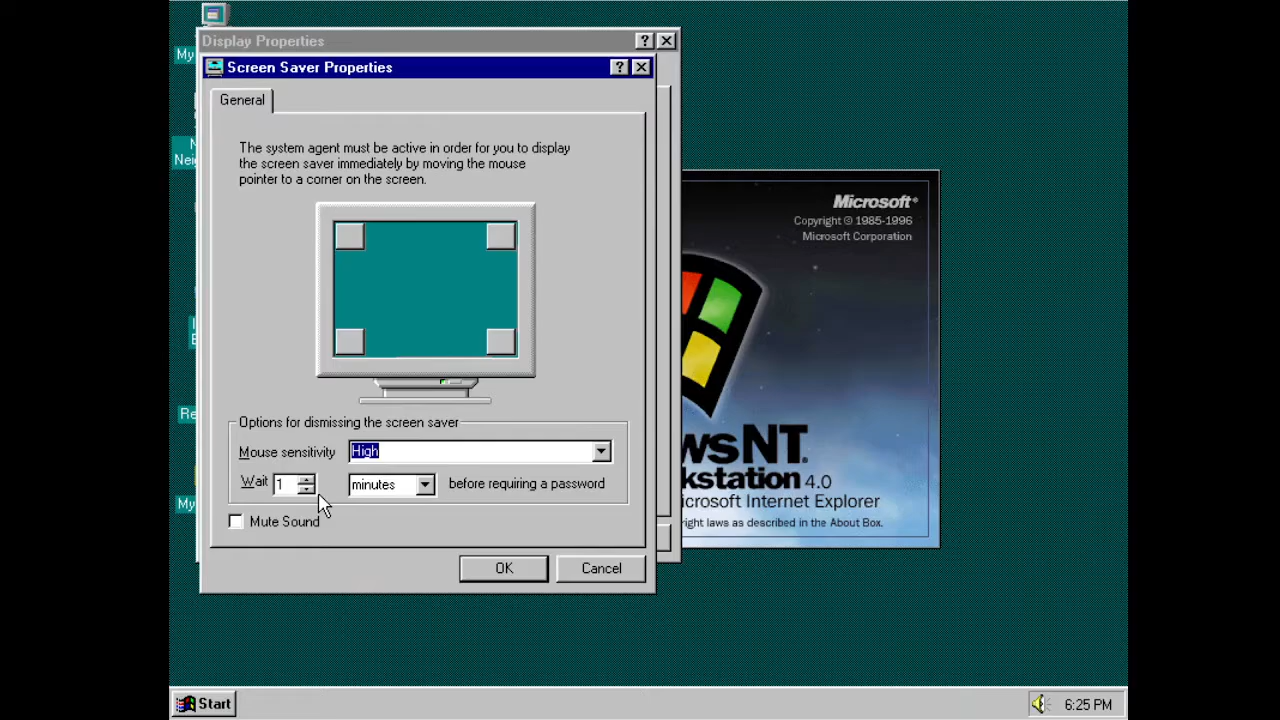 My
Display Properties
Screen Saver Properties
General
The system agent must be active in order for you to display
the screen saver immediately by moving the mouse
pointer to a corner on the screen.
Options for dismissing the screen saver
Mouse sensitivity High
Wait 1 minutes before requiring a password
Mute Sound
OK Cancel
N
Nei
Re
My
Microsoft
Copyright © 1985-1996
Microsoft Corporation
wsNT
kstation 4.0
icrosoft Internet Explorer
right laws as described in the About Box.
Start
6:25 PM